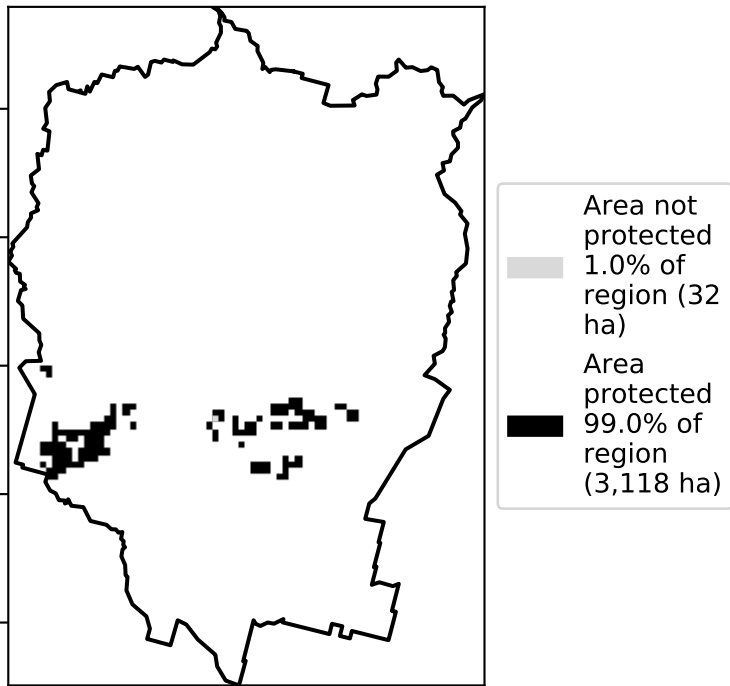 Area not
protected
1.0% of
region (32
ha)
Area
protected
99.0% of
region
(3,118 ha)